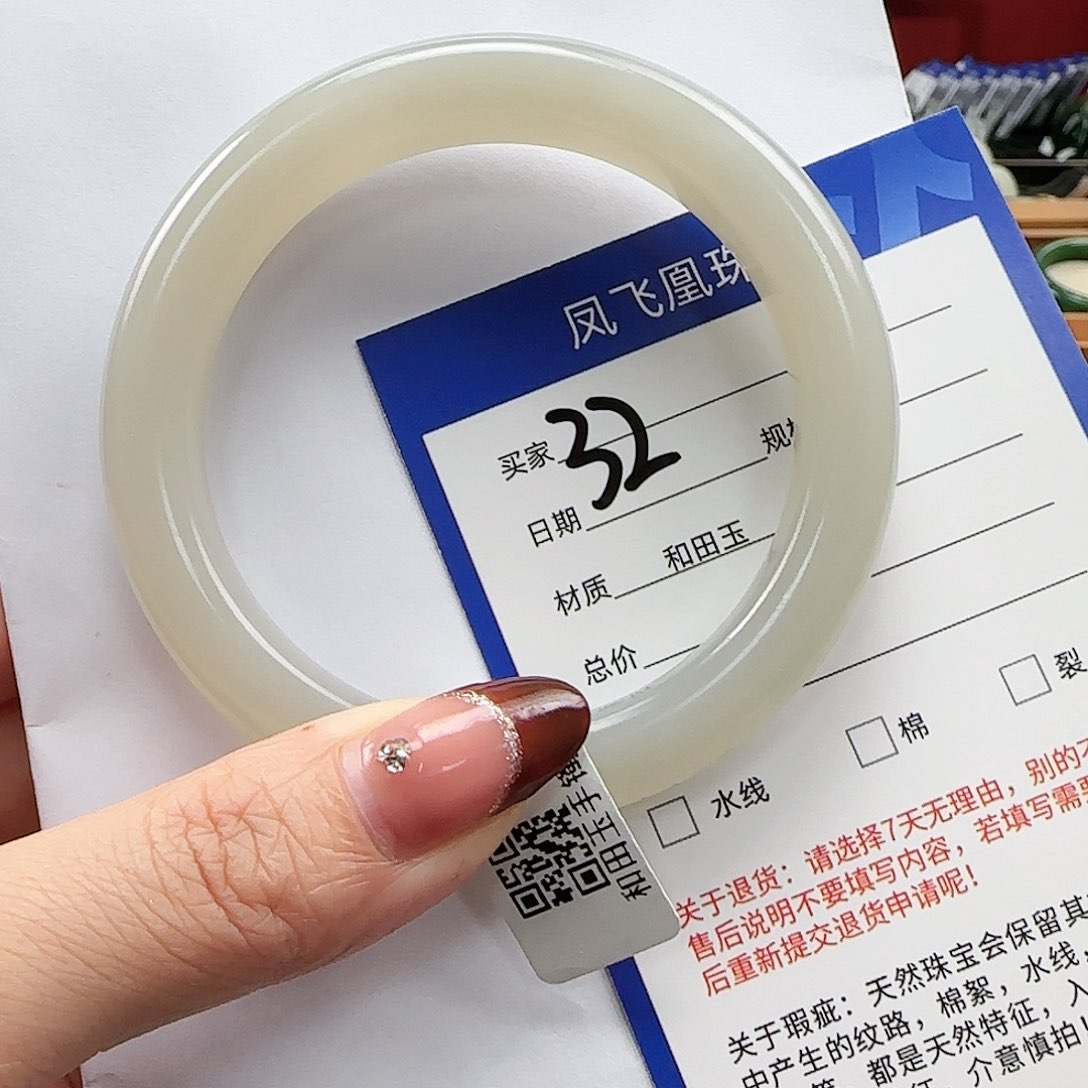 凤飞凰珠
买家 32
日期
规
材质 和田玉
总价
裂
棉
水线
关于退货：请选择7天无理由，别的不
售后说明不要填写内容，若填写需要
后重新提交退货申请呢！
关于瑕疵：天然珠宝会保留其
中产生的纹路，棉絮，水线，
等，都是天然特征，入
介意慎拍！
和田玉手镯